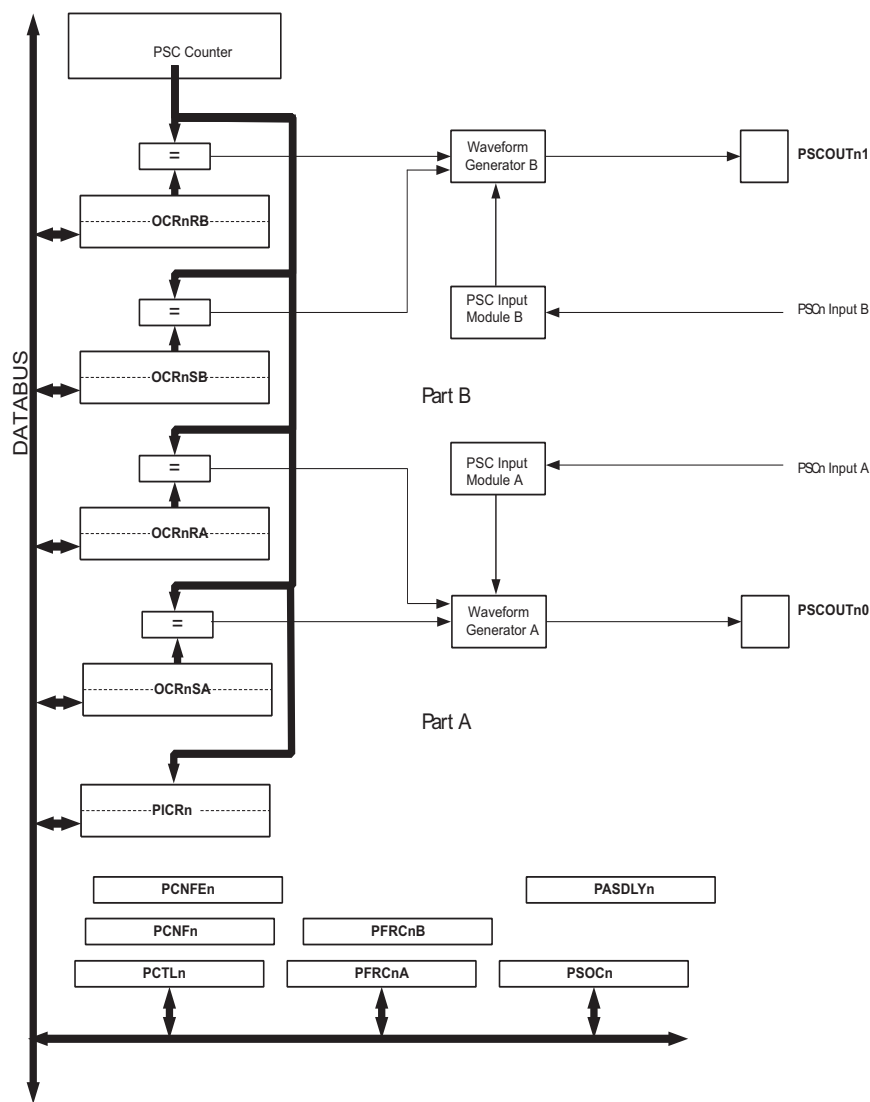 PSC Counter
=
Waveform
Generator B
PSCOUTn1
OCRnRB
=
PSC Input
Module B
PSCn Input B
OCRnSB
DATABUS
Part B
=
PSC Input
Module A
PSCn Input A
OCRnRA
=
Waveform
Generator A
PSCOUTn0
OCRnSA
Part A
PICRn
PCNFEn
PASDLYn
PCNFn
PFRCnB
PCTLn
PFRCnA
PSOCn